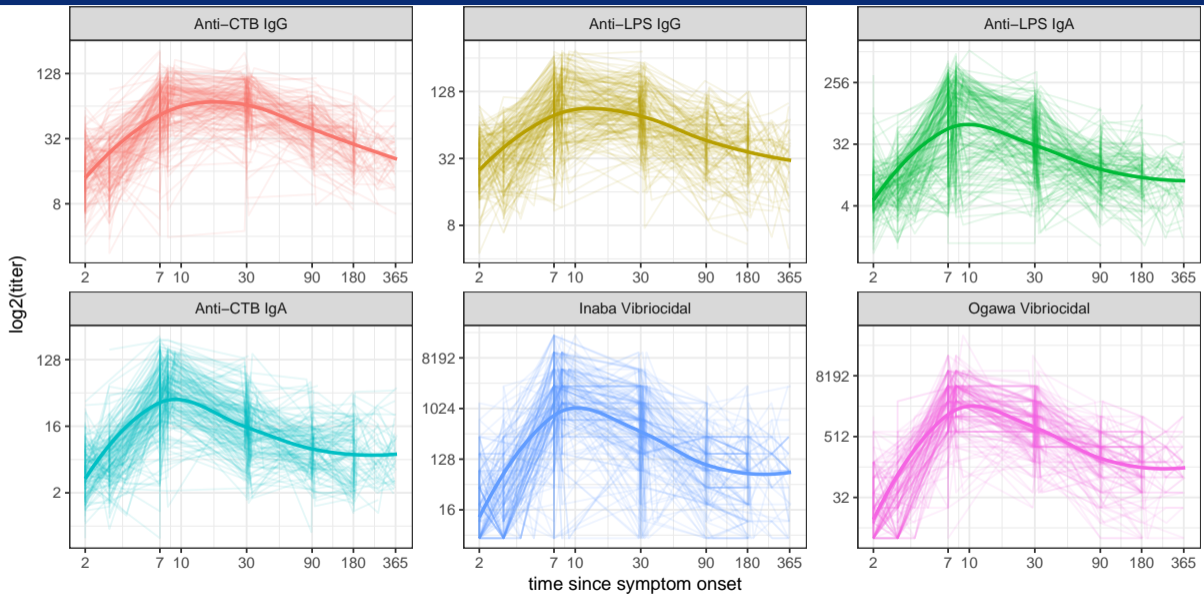 Anti−CTB IgG
Anti−LPS IgG
Anti−LPS IgA
128
32
8
128
32
8
256
32
4
2 7 10 30 90 180 365
2 7 10 30 90 180 365
2 7 10 30 90 180 365
log2(titer)
Anti−CTB IgA
Inaba Vibriocidal
Ogawa Vibriocidal
128
16
2
8192
1024
128
16
8192
512
32
2 7 10 30 90 180 365
2 7 10 30 90 180 365
2 7 10 30 90 180 365
time since symptom onset